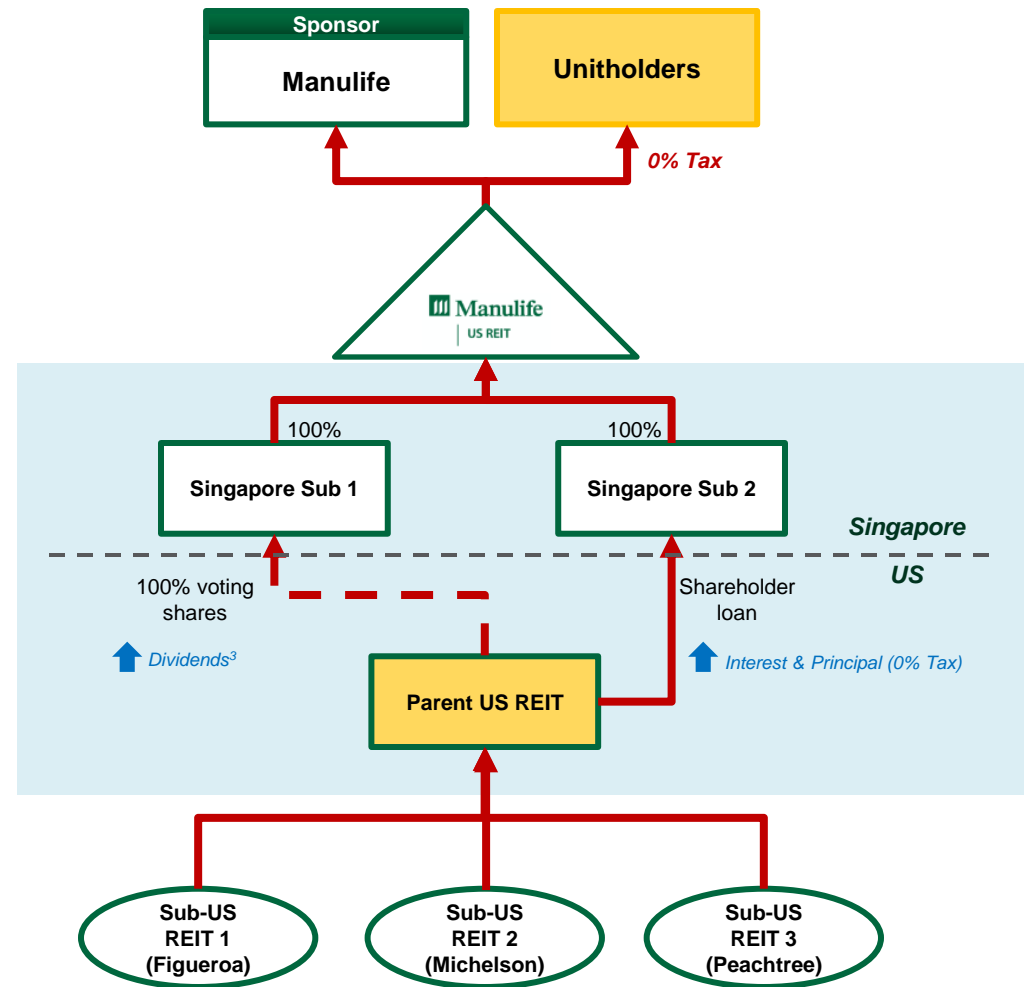 Sponsor
Manulife
Unitholders
0% Tax
Manulife
US REIT
100%
100%
Singapore Sub 1
Singapore Sub 2
Singapore
US
100% voting
shares
Shareholder
loan
Dividends³
Interest & Principal (0% Tax)
Parent US REIT
Sub-US
REIT 1
(Figueroa)
Sub-US
REIT 2
(Michelson)
Sub-US
REIT 3
(Peachtree)